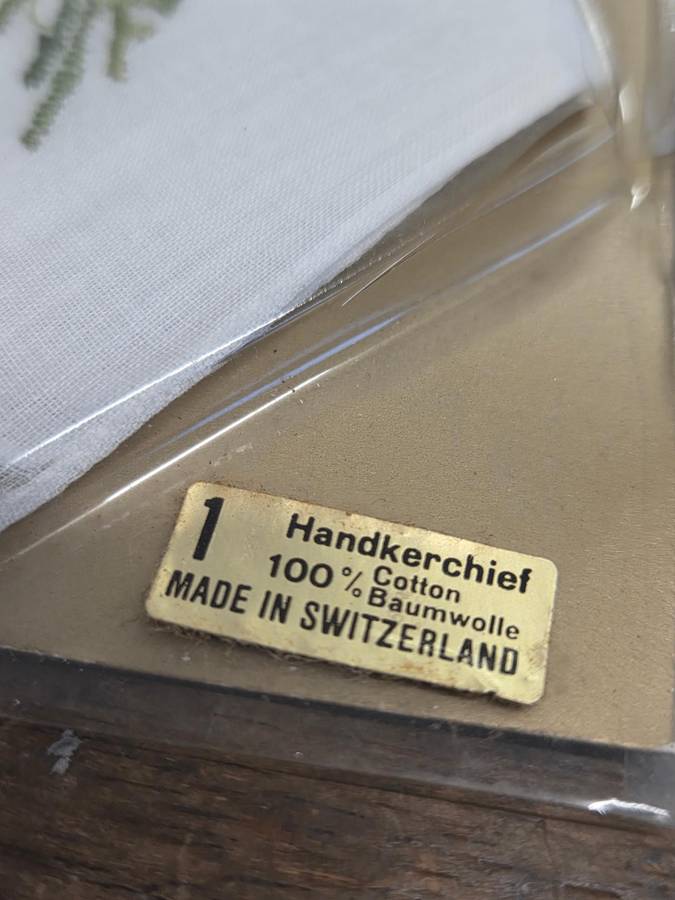 1 Handkerchief
100 % Cotton
Baumwolle
MADE IN SWITZERLAND